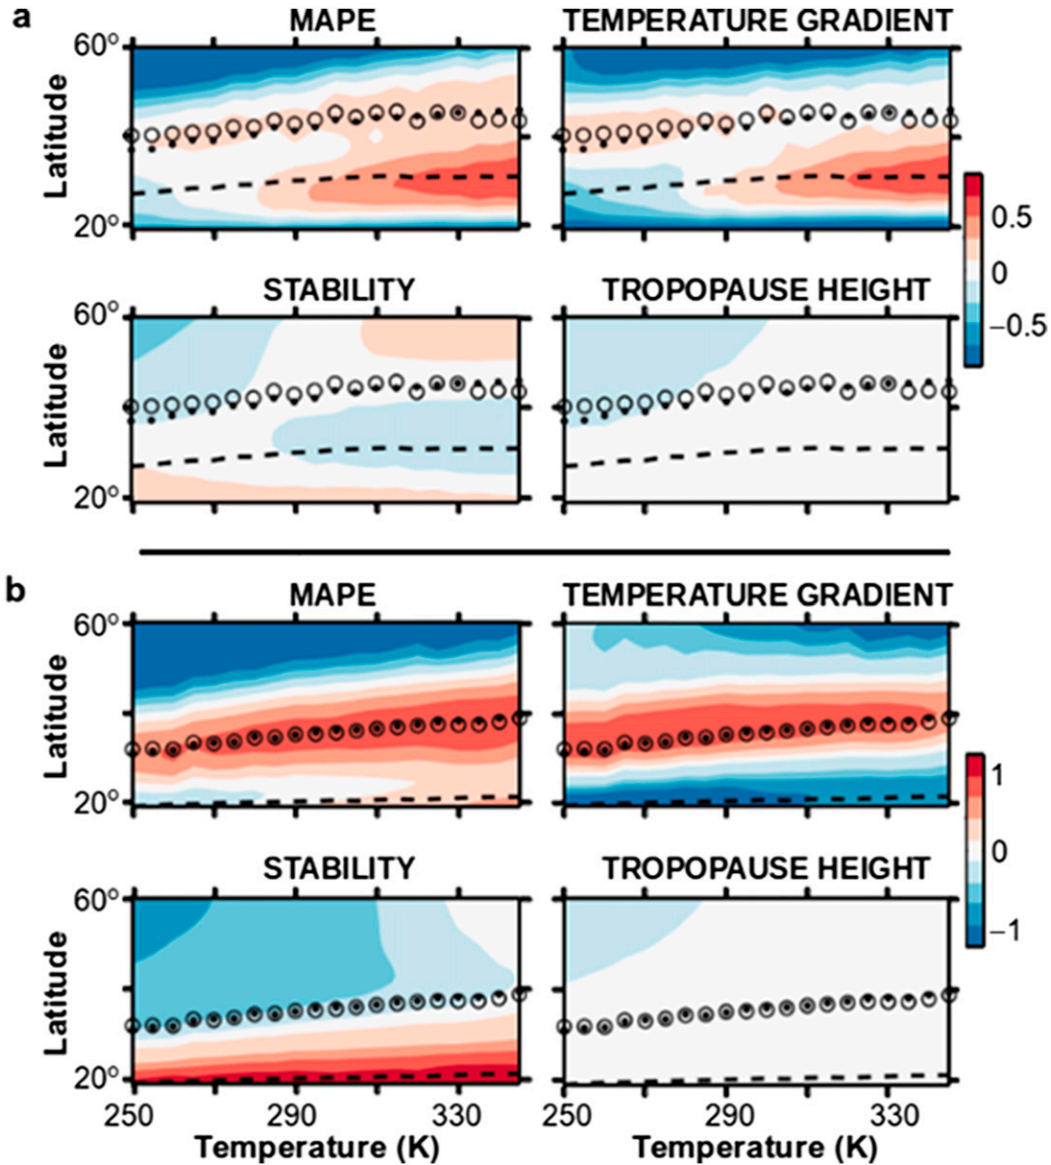 a
MAPE
TEMPERATURE GRADIENT
60°
Latitude
20°
0.5
0
−0.5
STABILITY
TROPOPAUSE HEIGHT
60°
Latitude
20°
b
MAPE
TEMPERATURE GRADIENT
60°
Latitude
20°
1
0
−1
STABILITY
TROPOPAUSE HEIGHT
60°
Latitude
20°
250 290 330 250 290 330
Temperature (K) Temperature (K)